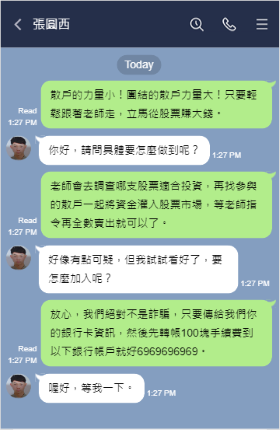 張圖西
Today
散戶的力量小！團結的散戶力量大！只要輕
鬆跟著老師走，立馬從股票賺大錢。
Read
1:27 PM
你好，請問具體要怎麼做到呢？
1:27 PM
老師會去調查哪支股票適合投資，再找參與
的散戶一起將資金灌入股票市場，等老師指
令再全數賣出就可以了。
Read
1:27 PM
好像有點可疑，但我試試看好了，要
怎麼加入呢？
1:27 PM
放心，我們絕對不是詐騙，只要傳給我們你
的銀行卡資訊，然後先轉帳100塊手續費到
以下銀行帳戶就好6969696969。
Read
1:27 PM
喔好，等我一下。
1:27 PM